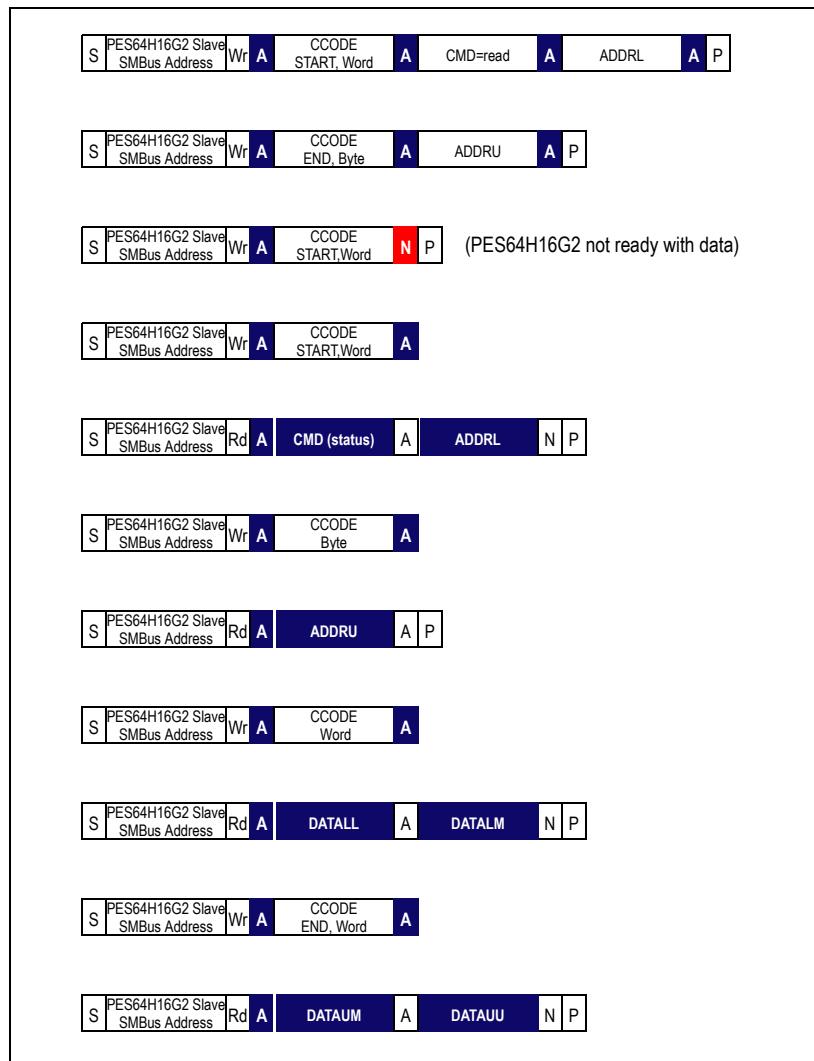 S PES64H16G2 Slave SMBus Address Wr A CCODE START, Word A CMD=read A ADDRL A P
S PES64H16G2 Slave SMBus Address Wr A CCODE END, Byte A ADDRU A P
S PES64H16G2 Slave SMBus Address Wr A CCODE START,Word N P (PES64H16G2 not ready with data)
S PES64H16G2 Slave SMBus Address Wr A CCODE START,Word A
S PES64H16G2 Slave SMBus Address Rd A CMD (status) A ADDRL N P
S PES64H16G2 Slave SMBus Address Wr A CCODE Byte A
S PES64H16G2 Slave SMBus Address Rd A ADDRU A P
S PES64H16G2 Slave SMBus Address Wr A CCODE Word A
S PES64H16G2 Slave SMBus Address Rd A DATALL A DATALM N P
S PES64H16G2 Slave SMBus Address Wr A CCODE END, Word A
S PES64H16G2 Slave SMBus Address Rd A DATAUM A DATAUU N P